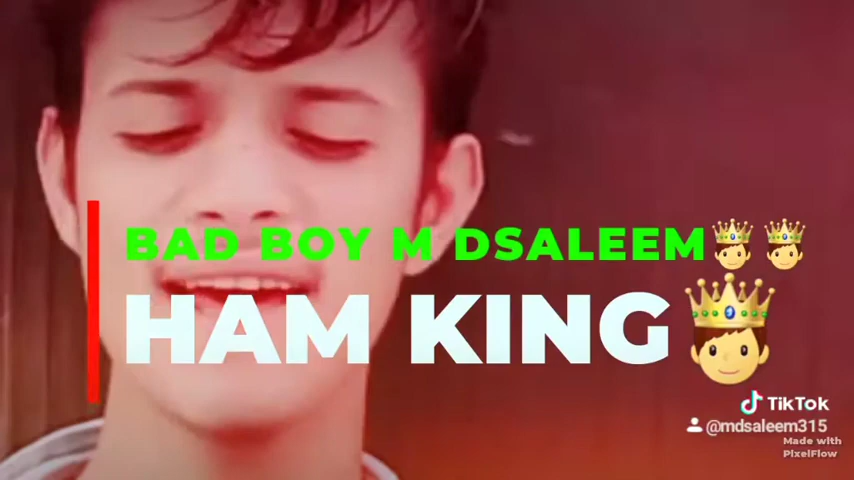 BAD BOY M DSALEEM🤴🤴
HAM KING🤴
TikTok
@mdsaleem315
Made with
PixelFlow